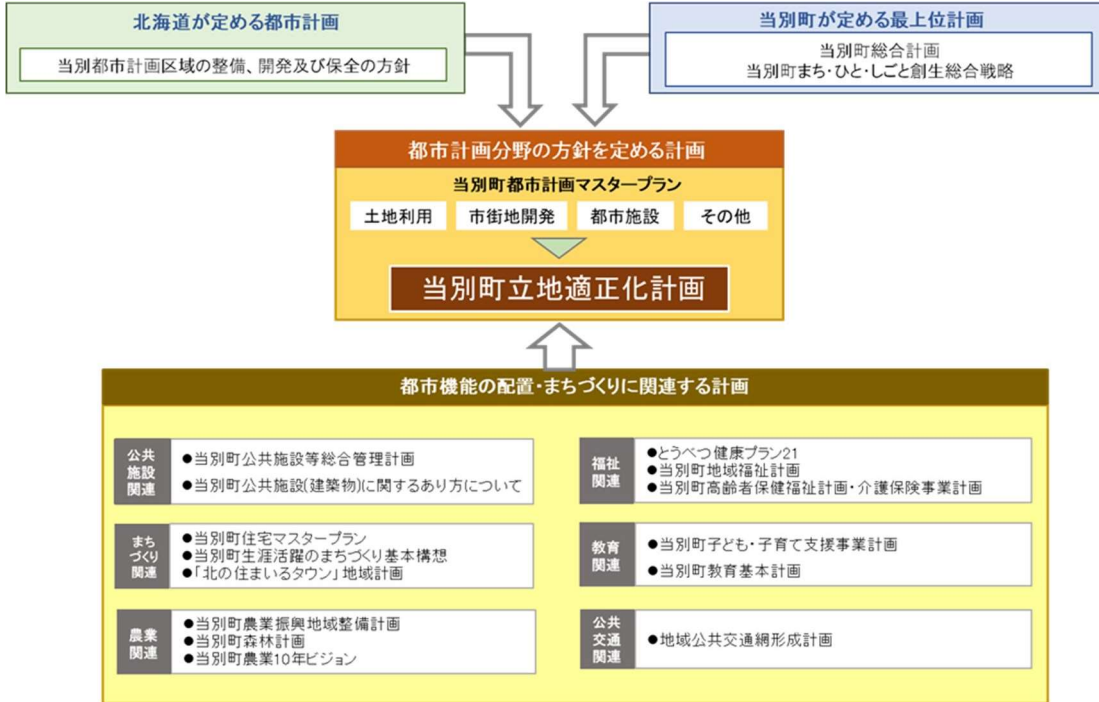 北海道が定める都市計画
当別都市計画区域の整備、開発及び保全の方針
当別町が定める最上位計画
当別町総合計画
当別町まち・ひと・しごと創生総合戦略
都市計画分野の方針を定める計画
当別町都市計画マスタープラン
土地利用
市街地開発
都市施設
その他
当別町立地適正化計画
都市機能の配置・まちづくりに関連する計画
公共
施設
関連
●当別町公共施設等総合管理計画
●当別町公共施設(建築物)に関するあり方について
まち
づくり
関連
●当別町住宅マスタープラン
●当別町生涯活躍のまちづくり基本構想
●「北の住まいるタウン」地域計画
農業
関連
●当別町農業振興地域整備計画
●当別町森林計画
●当別町農業10年ビジョン
福祉
関連
●とうべつ健康プラン21
●当別町地域福祉計画
●当別町高齢者保健福祉計画・介護保険事業計画
教育
関連
●当別町子ども・子育て支援事業計画
●当別町教育基本計画
公共
交通
関連
●地域公共交通網形成計画